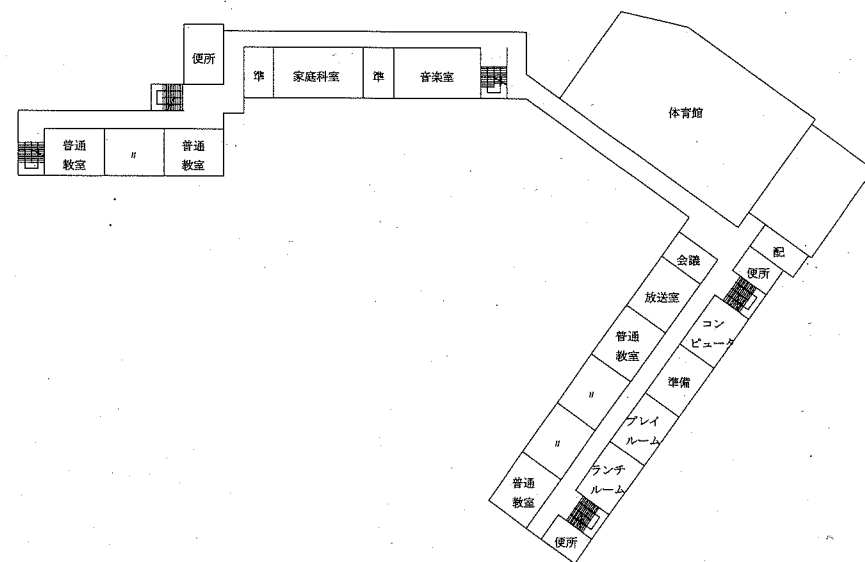 便所
準
家庭科室
準
音楽室
体育館
普通
教室
〃
普通
教室
会議
配
便所
放送室
コン
ピュータ
普通
教室
準備
〃
プレイ
ルーム
〃
ランチ
ルーム
普通
教室
便所